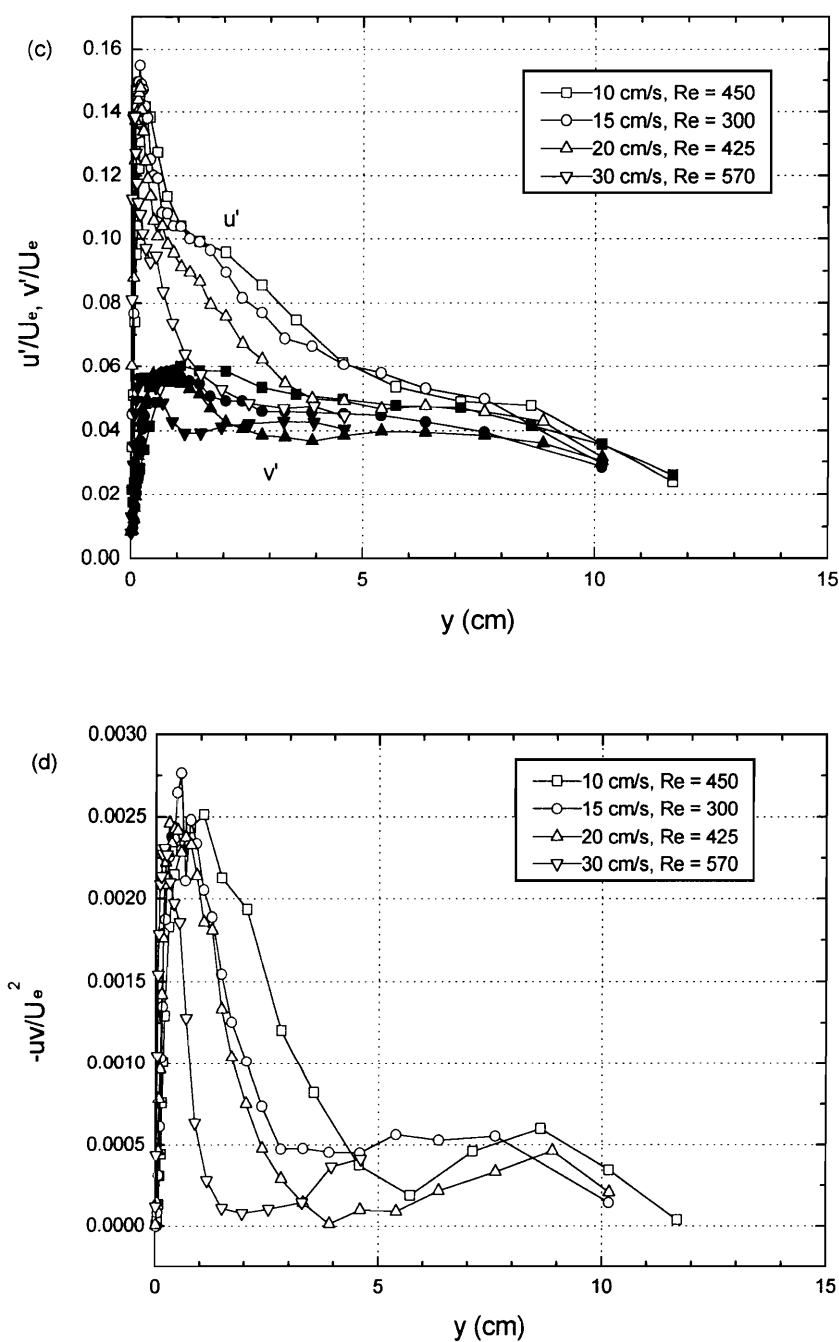 (c)
0.16
0.14
0.12
0.10
0.08
0.06
0.04
0.02
0.00
u'/Ue, v'/Ue
10 cm/s, Re = 450
15 cm/s, Re = 300
20 cm/s, Re = 425
30 cm/s, Re = 570
u'
v'
0 5 10 15
y (cm)
(d)
0.0030
0.0025
0.0020
0.0015
0.0010
0.0005
0.0000
-uv/Ue²
10 cm/s, Re = 450
15 cm/s, Re = 300
20 cm/s, Re = 425
30 cm/s, Re = 570
0 5 10 15
y (cm)